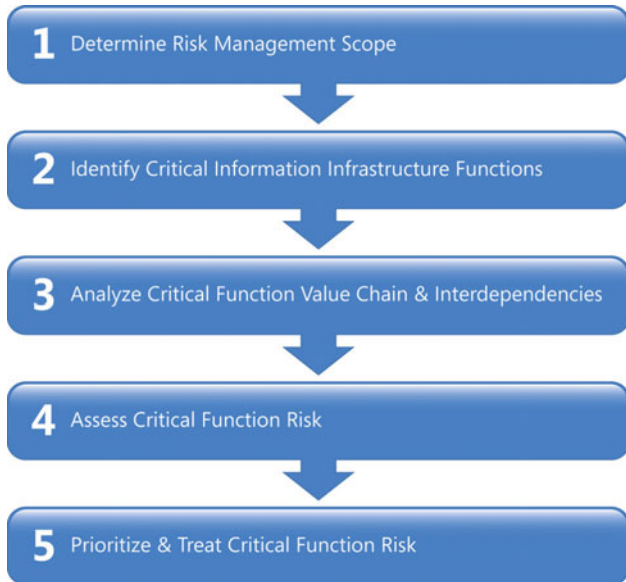 1 Determine Risk Management Scope
2 Identify Critical Information Infrastructure Functions
3 Analyze Critical Function Value Chain & Interdependencies
4 Assess Critical Function Risk
5 Prioritize & Treat Critical Function Risk